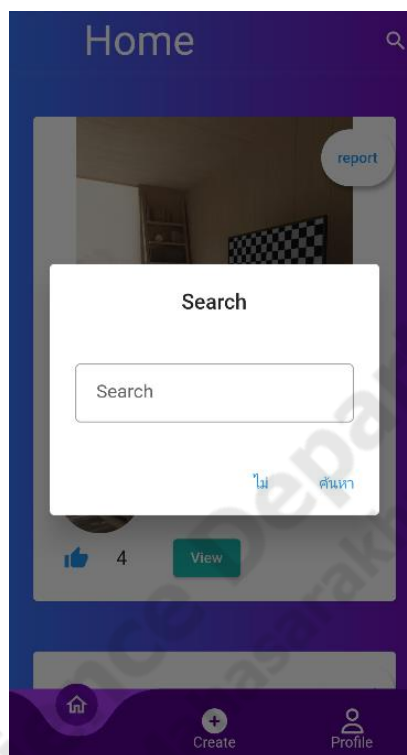 Home
report
Search
Search
ไม่
ค้นหา
4
View
Create
Profile